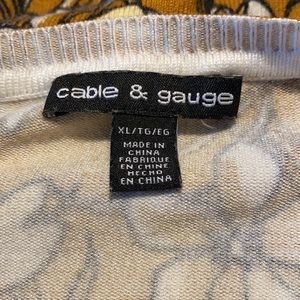 cable & gauge
XL/TG/EG
MADE IN
CHINA
FABRIQUE
EN CHINE
HECHO
EN CHINA